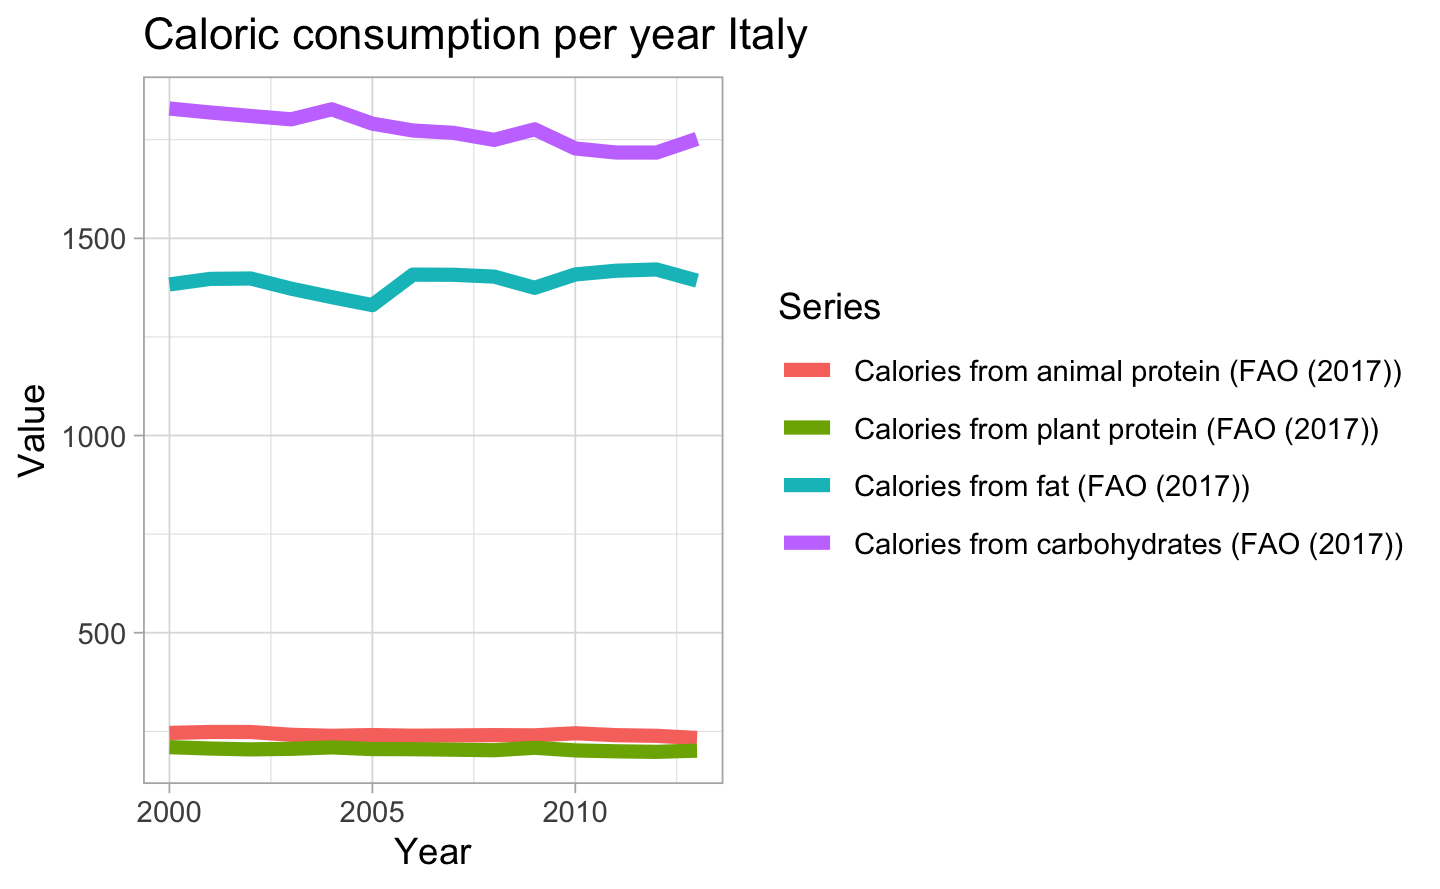 Caloric consumption per year Italy
1500
1000
500
Value
2000 2005 2010
Year
Series
Calories from animal protein (FAO (2017))
Calories from plant protein (FAO (2017))
Calories from fat (FAO (2017))
Calories from carbohydrates (FAO (2017))